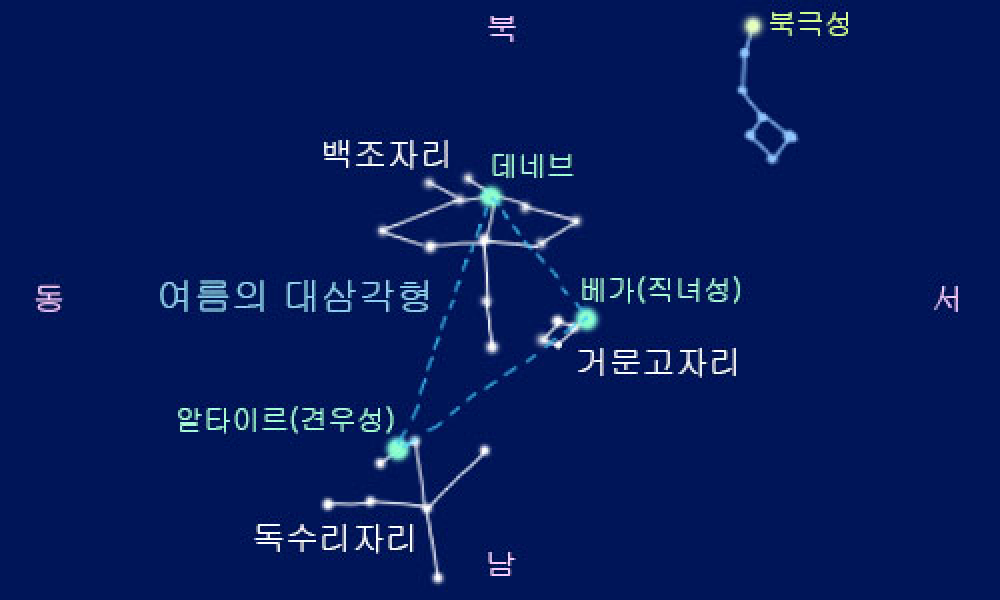 북
북극성
백조자리
데네브
동
여름의 대삼각형
베가(직녀성)
서
거문고자리
알타이르(견우성)
독수리자리
남